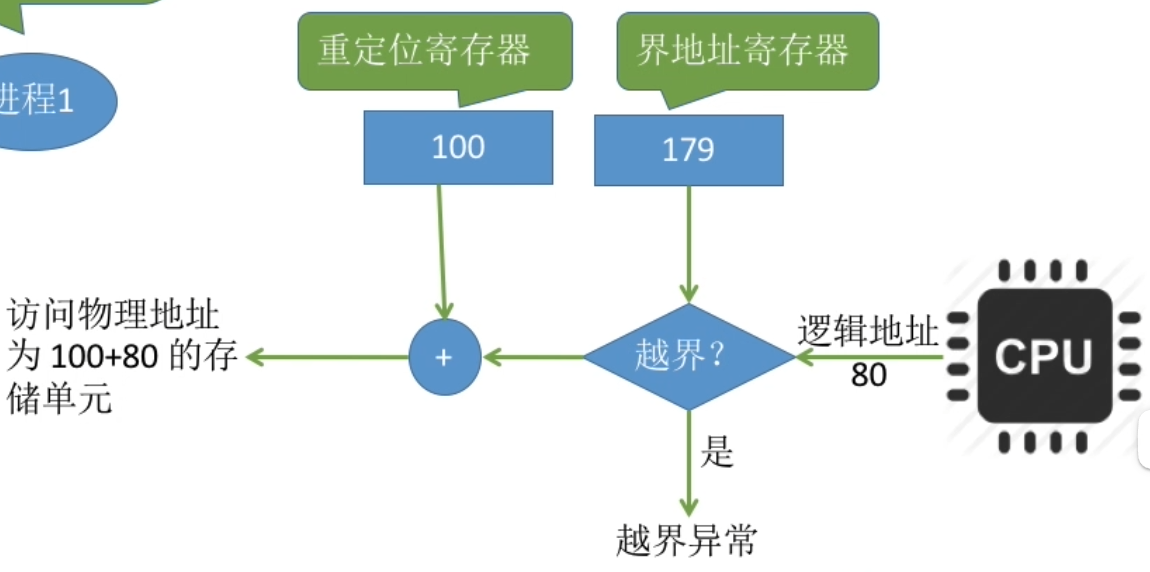 重定位寄存器
界地址寄存器
进程1
100
179
访问物理地址
为 100+80 的存
储单元
+
越界？
逻辑地址
80
CPU
是
越界异常